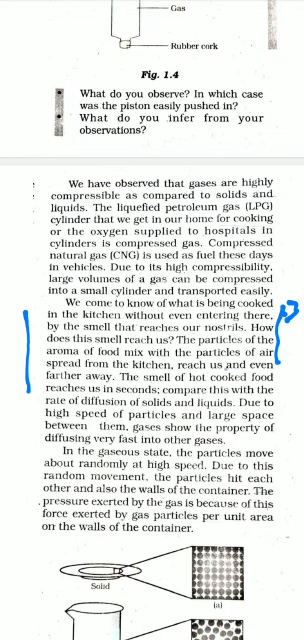 Gas
Rubber cork
Fig. 1.4
What do you observe? In which case
was the piston easily pushed in?
What do you infer from your
observations?
We have observed that gases are highly
compressible as compared to solids and
liquids. The liquefied petroleum gas (LPG)
cylinder that we get in our home for cooking
or the oxygen supplied to hospitals in
cylinders is compressed gas. Compressed
natural gas (CNG) is used as fuel these days
in vehicles. Due to its high compressibility,
large volumes of a gas can be compressed
into a small cylinder and transported easily.
We come to know of what is being cooked
in the kitchen without even entering there,
by the smell that reaches our nostrils. How
does this smell reach us? The particles of the
aroma of food mix with the particles of air
spread from the kitchen, reach us and even
farther away. The smell of hot cooked food
reaches us in seconds; compare this with the
rate of diffusion of solids and liquids. Due to
high speed of particles and large space
between them, gases show the property of
diffusing very fast into other gases.
In the gaseous state, the particles move
about randomly at high speed. Due to this
random movement, the particles hit each
other and also the walls of the container. The
pressure exerted by the gas is because of this
force exerted by gas particles per unit area
on the walls of the container.
Solid
(a)